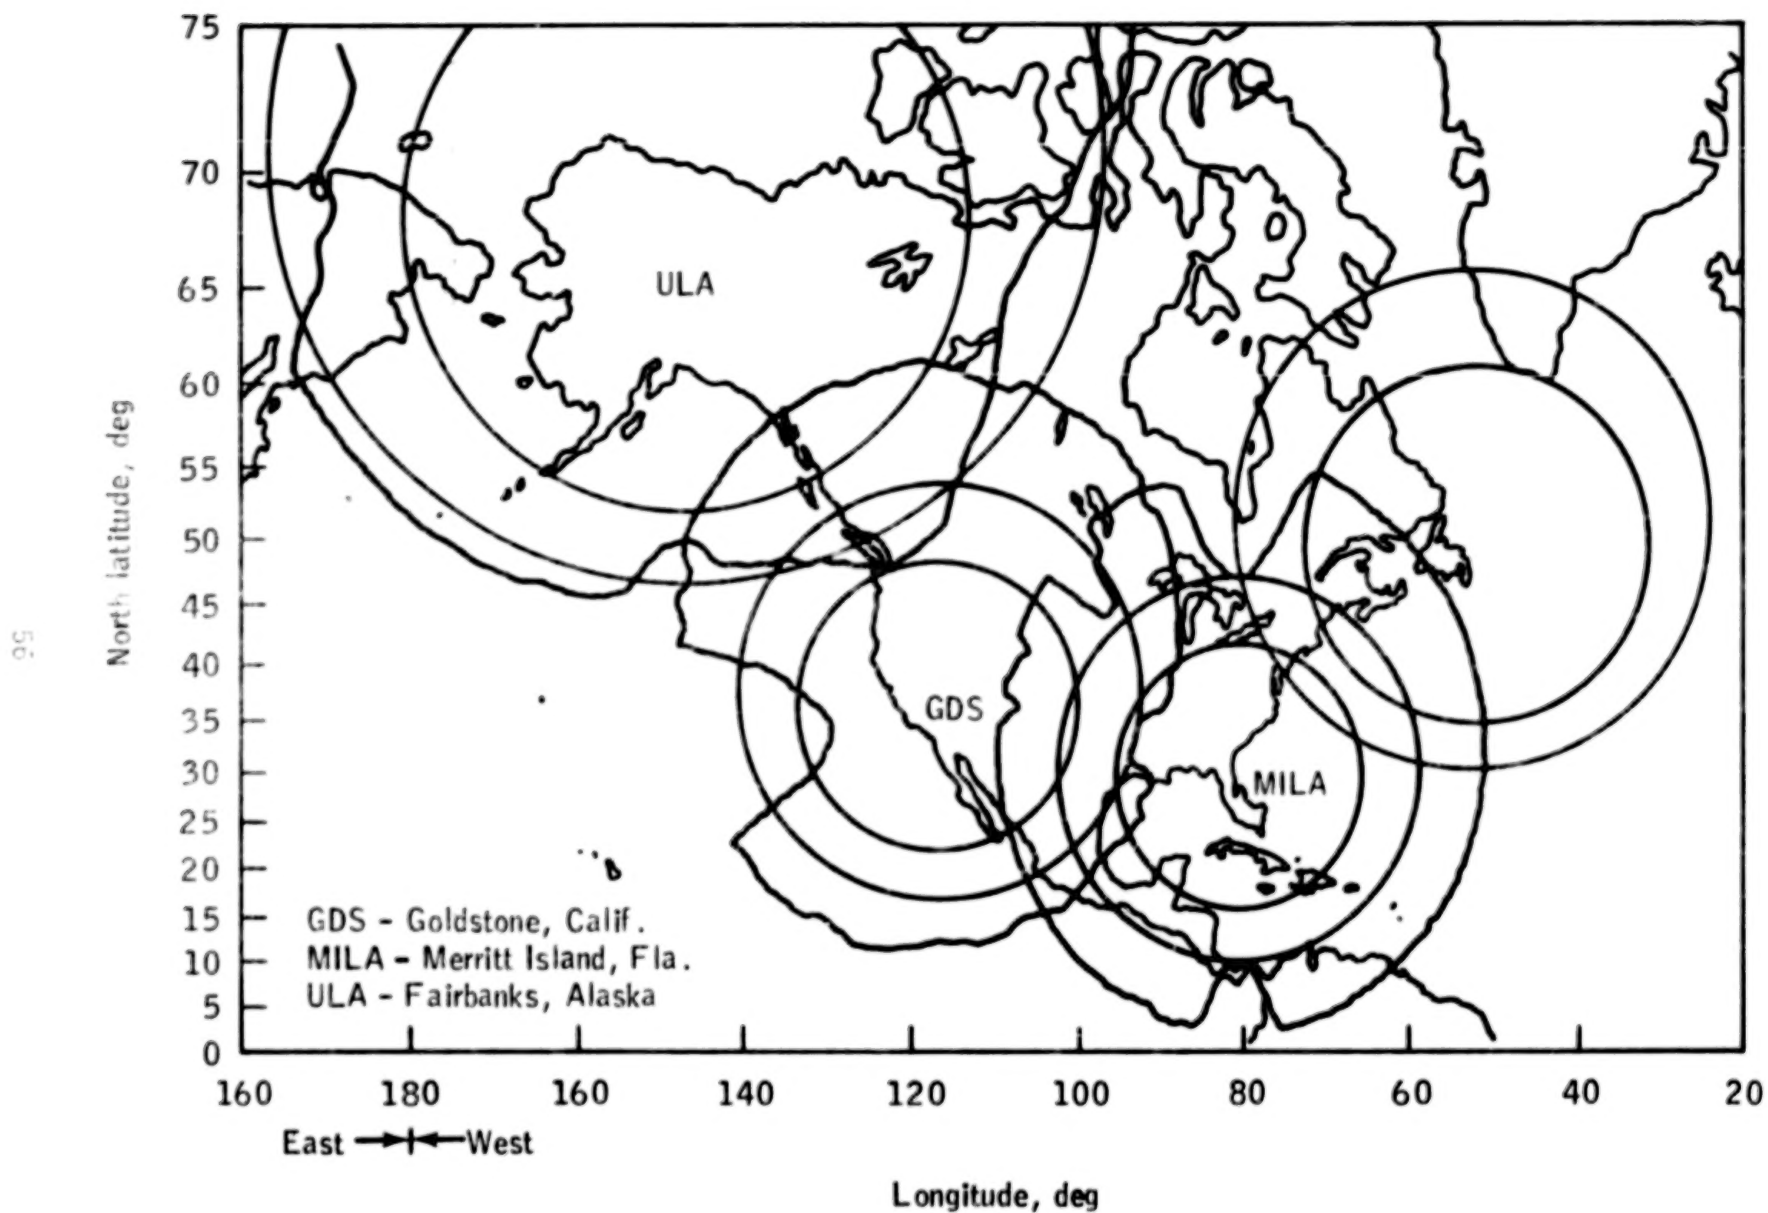 75
70
65
60
55
50
45
40
35
30
25
20
15
10
5
0
North latitude, deg
56
ULA
GDS
MILA
GDS - Goldstone, Calif.
MILA - Merritt Island, Fla.
ULA - Fairbanks, Alaska
160 180 160 140 120 100 80 60 40 20
East West
Longitude, deg